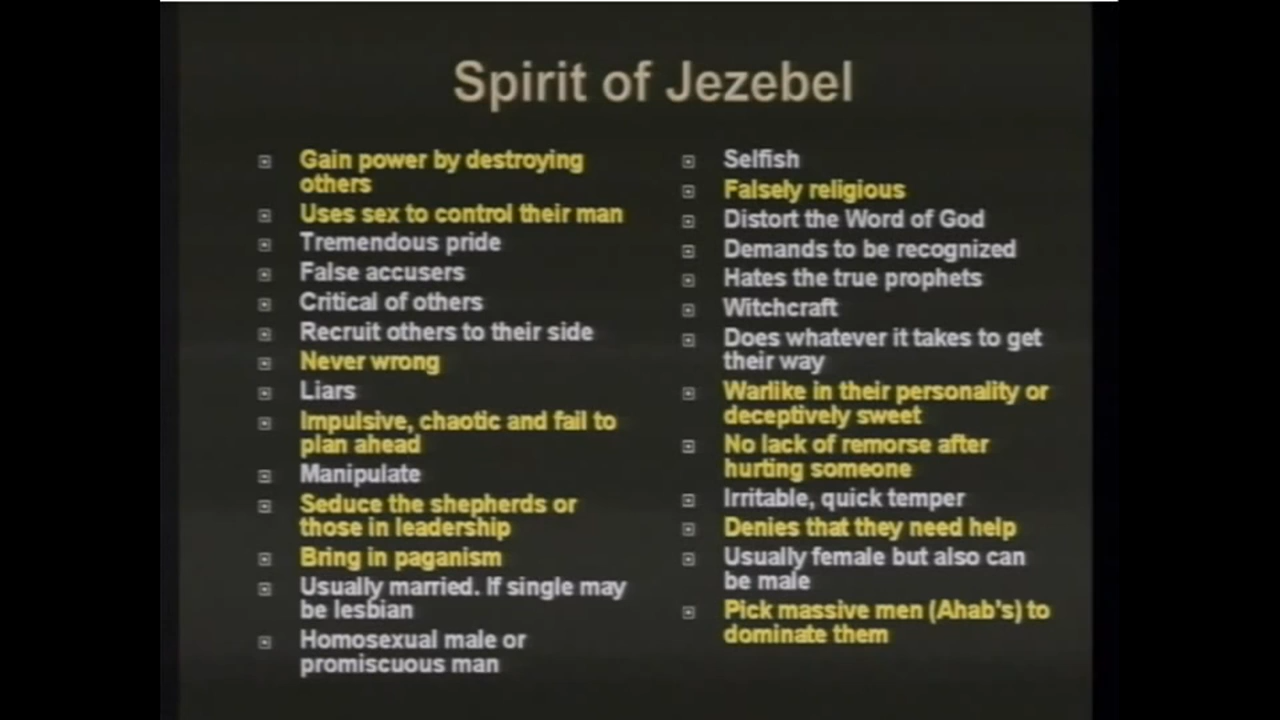 Spirit of Jezebel
Gain power by destroying
others
Uses sex to control their man
Tremendous pride
False accusers
Critical of others
Recruit others to their side
Never wrong
Liars
Impulsive, chaotic and fail to
plan ahead
Manipulate
Seduce the shepherds or
those in leadership
Bring in paganism
Usually married. If single may
be lesbian
Homosexual male or
promiscuous man
Selfish
Falsely religious
Distort the Word of God
Demands to be recognized
Hates the true prophets
Witchcraft
Does whatever it takes to get
their way
Warlike in their personality or
deceptively sweet
No lack of remorse after
hurting someone
Irritable, quick temper
Denies that they need help
Usually female but also can
be male
Pick massive men (Ahab's) to
dominate them